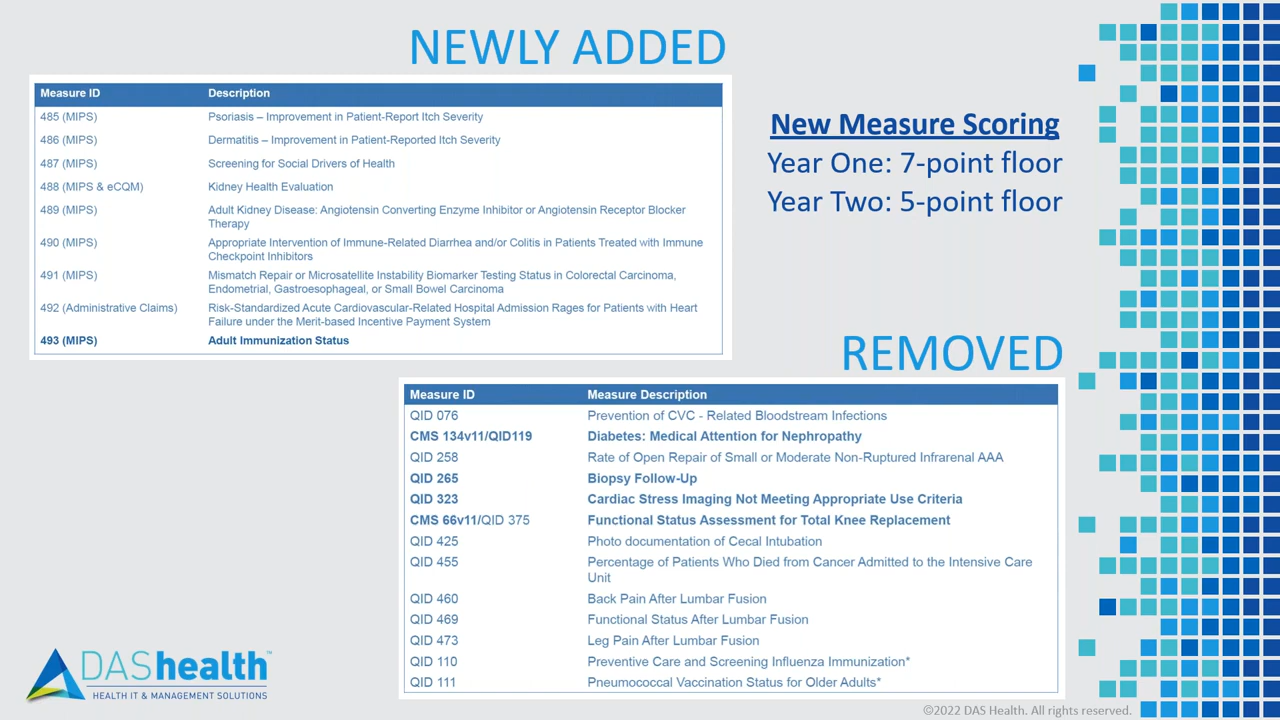 NEWLY ADDED
Measure ID Description
485 (MIPS) Psoriasis – Improvement in Patient-Report Itch Severity
486 (MIPS) Dermatitis – Improvement in Patient-Reported Itch Severity
487 (MIPS) Screening for Social Drivers of Health
488 (MIPS & eCQM) Kidney Health Evaluation
489 (MIPS) Adult Kidney Disease: Angiotensin Converting Enzyme Inhibitor or Angiotensin Receptor Blocker
Therapy
490 (MIPS) Appropriate Intervention of Immune-Related Diarrhea and/or Colitis in Patients Treated with Immune
Checkpoint Inhibitors
491 (MIPS) Mismatch Repair or Microsatellite Instability Biomarker Testing Status in Colorectal Carcinoma,
Endometrial, Gastroesophageal, or Small Bowel Carcinoma
492 (Administrative Claims) Risk-Standardized Acute Cardiovascular-Related Hospital Admission Rages for Patients with Heart
Failure under the Merit-based Incentive Payment System
493 (MIPS) Adult Immunization Status
New Measure Scoring
Year One: 7-point floor
Year Two: 5-point floor
REMOVED
Measure ID Measure Description
QID 076 Prevention of CVC - Related Bloodstream Infections
CMS 134v11/QID119 Diabetes: Medical Attention for Nephropathy
QID 258 Rate of Open Repair of Small or Moderate Non-Ruptured Infrarenal AAA
QID 265 Biopsy Follow-Up
QID 323 Cardiac Stress Imaging Not Meeting Appropriate Use Criteria
CMS 66v11/QID 375 Functional Status Assessment for Total Knee Replacement
QID 425 Photo documentation of Cecal Intubation
QID 455 Percentage of Patients Who Died from Cancer Admitted to the Intensive Care
Unit
QID 460 Back Pain After Lumbar Fusion
QID 469 Functional Status After Lumbar Fusion
QID 473 Leg Pain After Lumbar Fusion
QID 110 Preventive Care and Screening Influenza Immunization*
QID 111 Pneumococcal Vaccination Status for Older Adults*
DAShealth™
HEALTH IT & MANAGEMENT SOLUTIONS
©2022 DAS Health. All rights reserved.